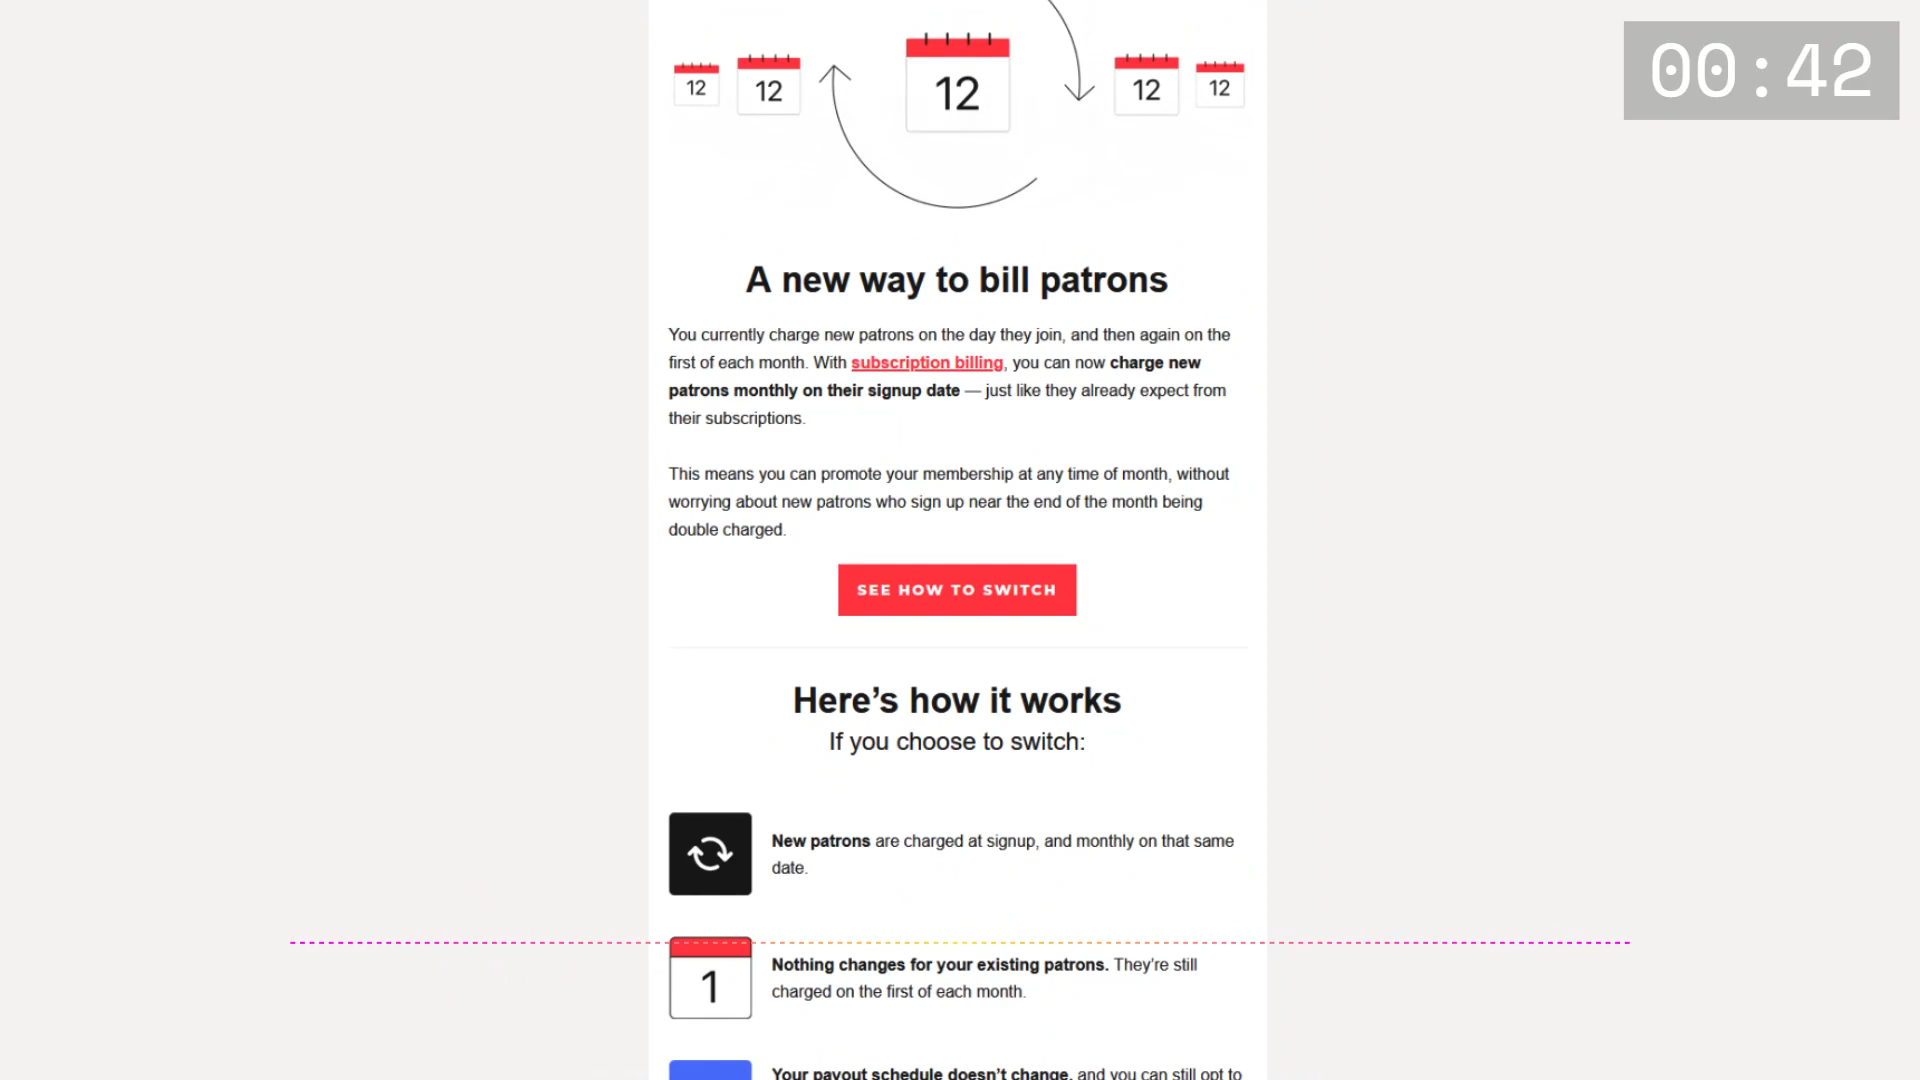 00:42
12
12
12
12
12
A new way to bill patrons
You currently charge new patrons on the day they join, and then again on the
first of each month. With subscription billing, you can now charge new
patrons monthly on their signup date — just like they already expect from
their subscriptions.
This means you can promote your membership at any time of month, without
worrying about new patrons who sign up near the end of the month being
double charged.
SEE HOW TO SWITCH
Here’s how it works
If you choose to switch:
New patrons are charged at signup, and monthly on that same
date.
1
Nothing changes for your existing patrons. They’re still
charged on the first of each month.
Your payout schedule doesn’t change, and you can still opt to